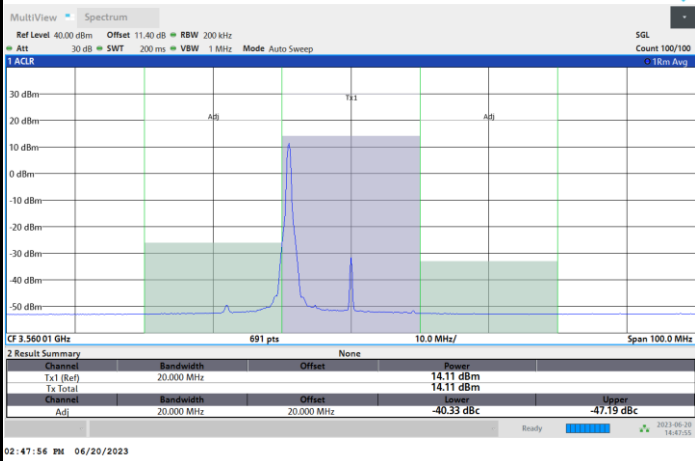 MultiView Spectrum
Ref Level 40.00 dBm Offset 11.40 dB RBW 200 kHz SGL
Att 30 dB SWT 200 ms VBW 1 MHz Mode Auto Sweep Count 100/100
1 ACLR 1Rm Avg
30 dBm
Tx1
20 dBm
Adj Adj
10 dBm
0 dBm
-10 dBm
-20 dBm
-30 dBm
-40 dBm
-50 dBm
CF 3.56001 GHz 691 pts 10.0 MHz/ Span 100.0 MHz
2 Result Summary None
Channel Bandwidth Offset Power
Tx1 (Ref) 20.000 MHz 14.11 dBm
Tx Total 14.11 dBm
Channel Bandwidth Offset Lower Upper
Adj 20.000 MHz 20.000 MHz -40.33 dBc -47.19 dBc
Ready 2023-06-20
14:47:55
02:47:56 PM 06/20/2023